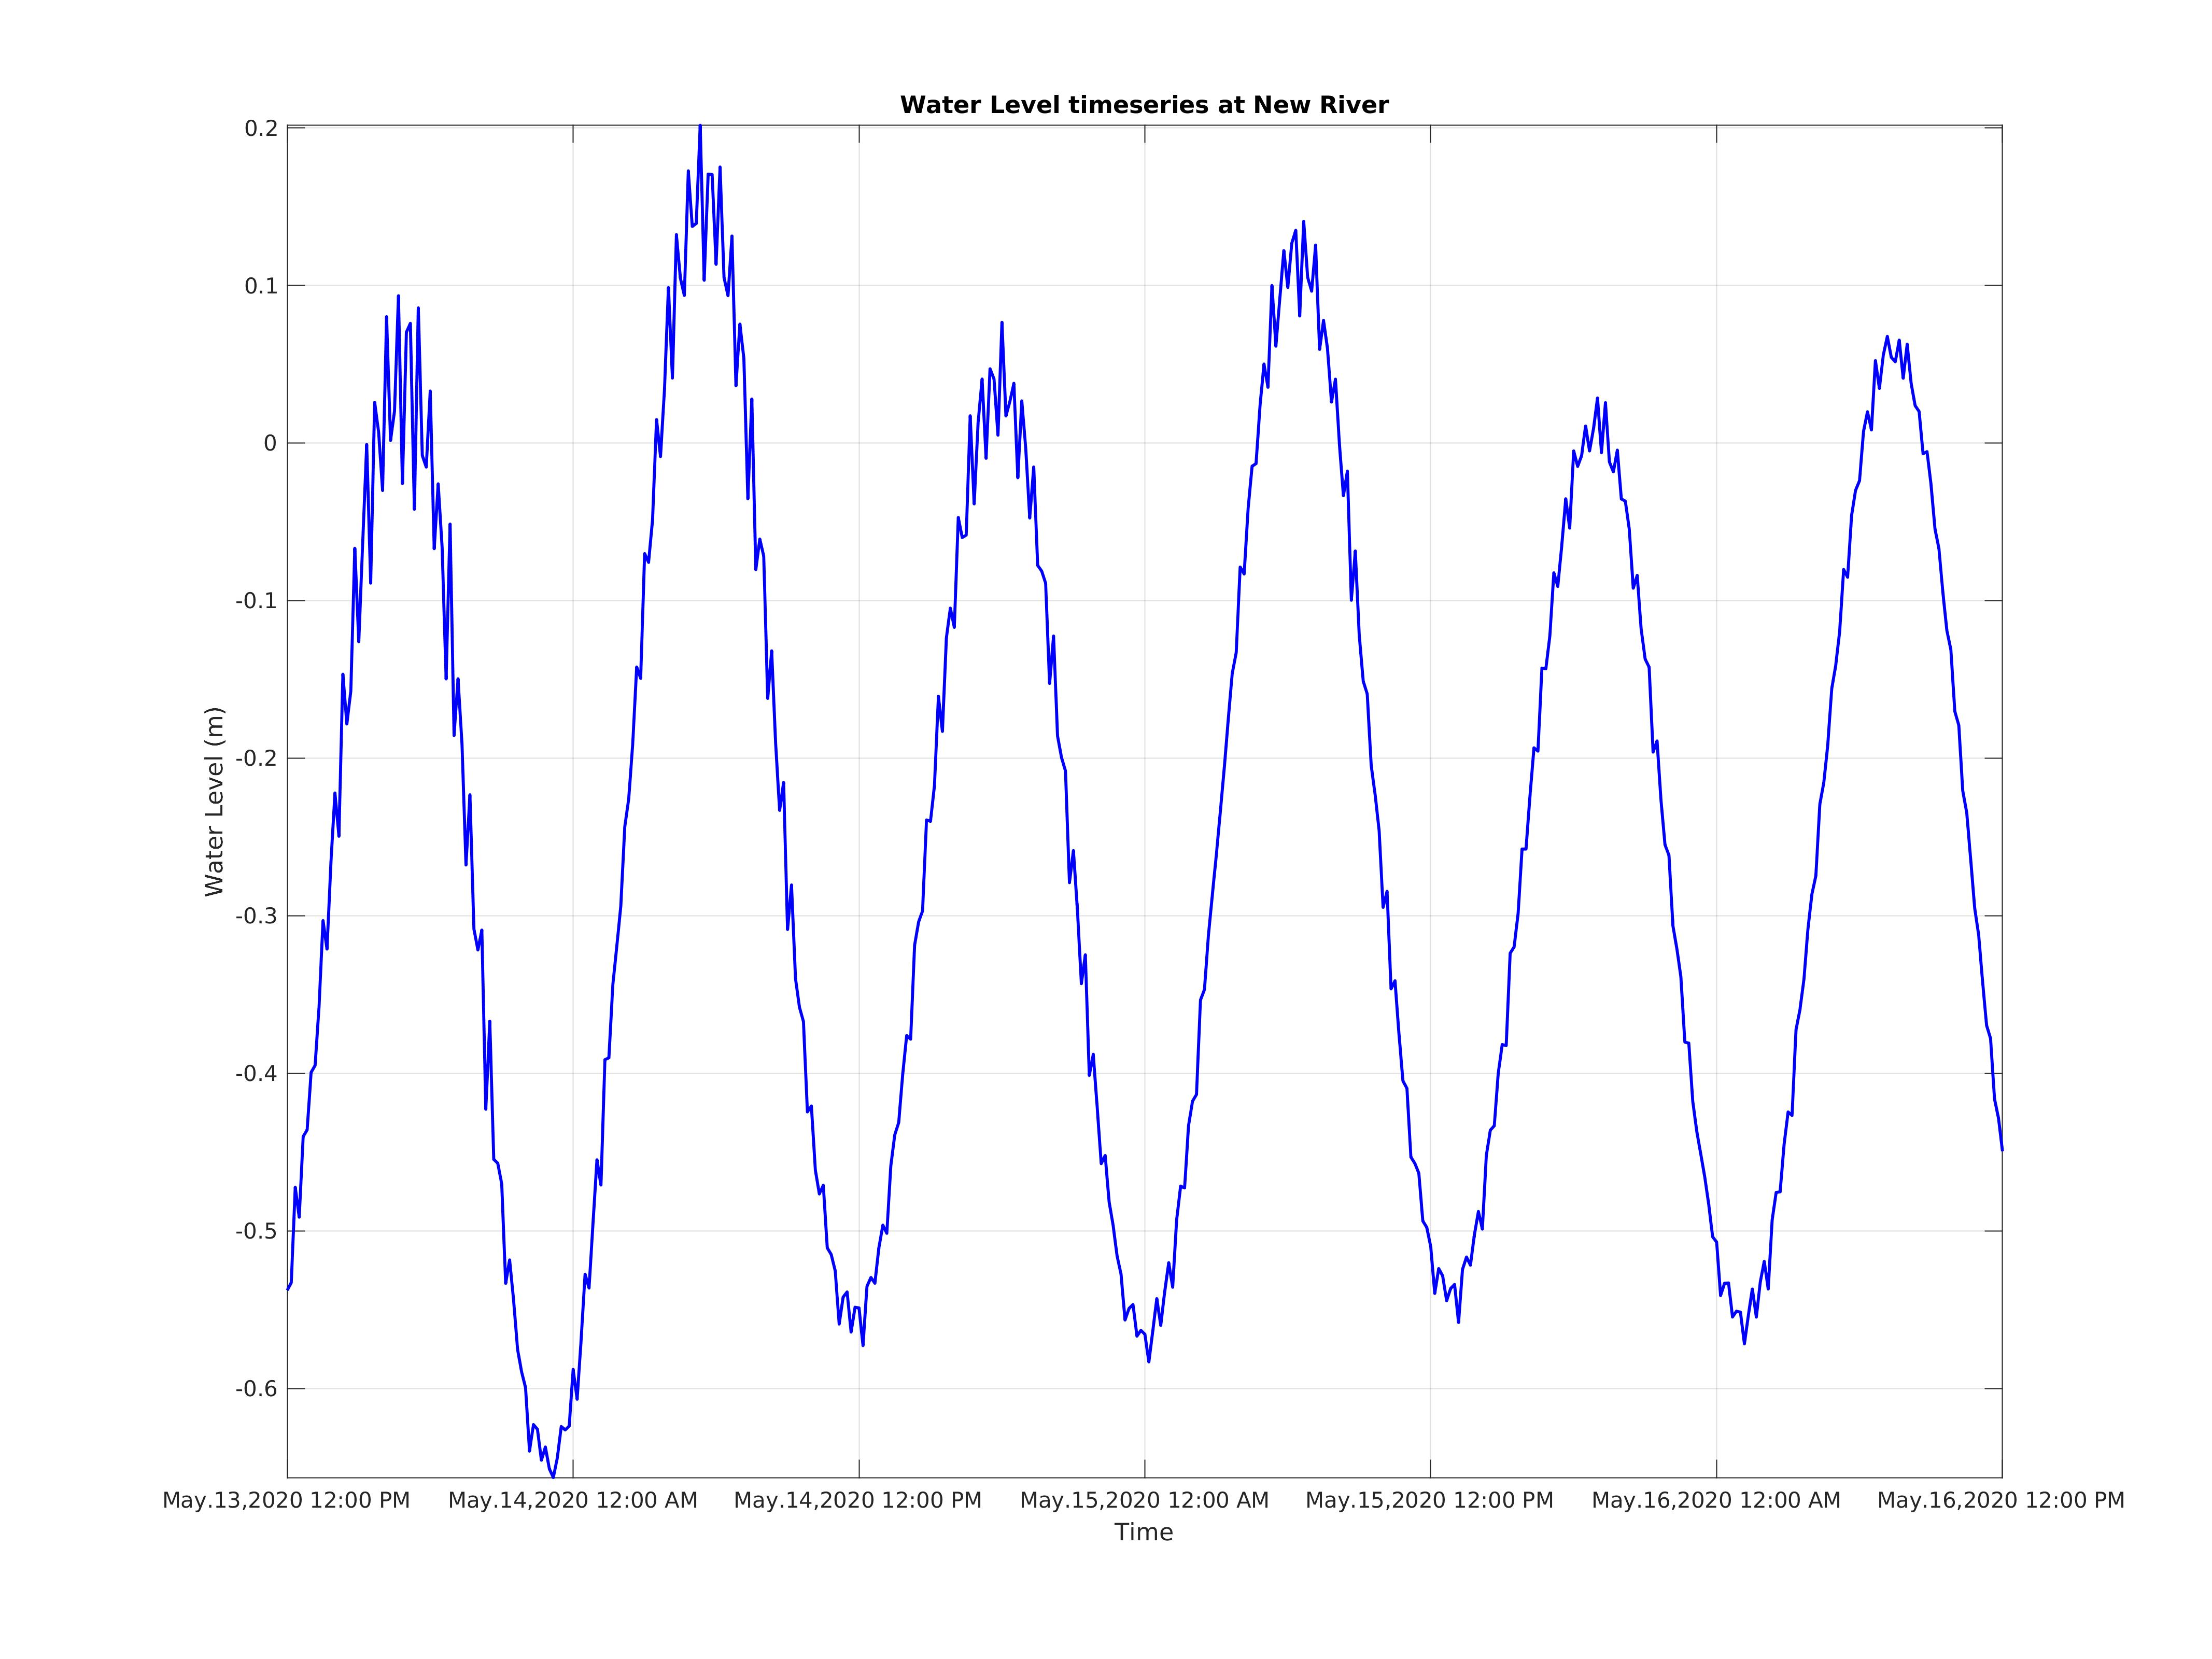 Water Level timeseries at New River
0.2
0.1
0
-0.1
-0.2
-0.3
-0.4
-0.5
-0.6
Water Level (m)
May.13,2020 12:00 PM
May.14,2020 12:00 AM
May.14,2020 12:00 PM
May.15,2020 12:00 AM
May.15,2020 12:00 PM
May.16,2020 12:00 AM
May.16,2020 12:00 PM
Time